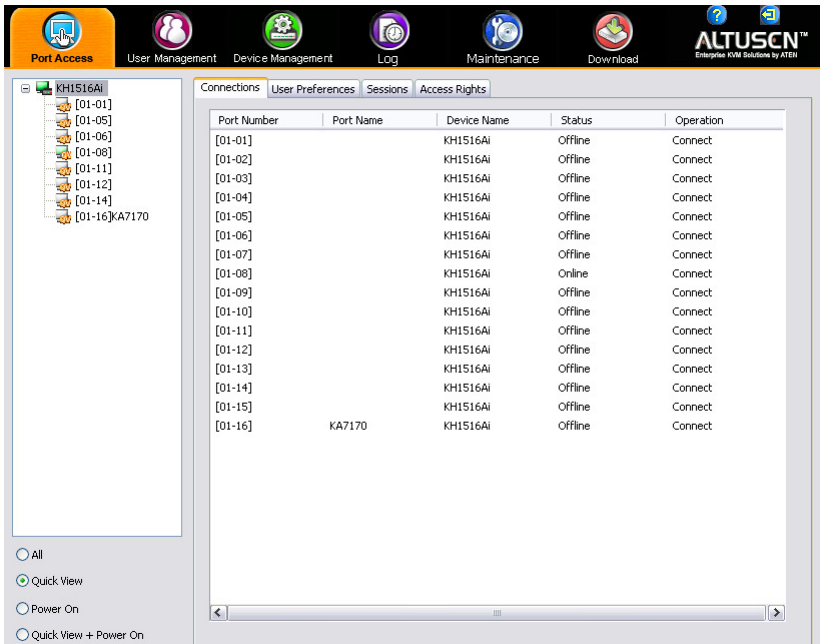 Port Access User Management Device Management Log Maintenance Download
ALTUSCN™
Enterprise KVM Solutions by ATEN
KH1516Ai
[01-01]
[01-05]
[01-06]
[01-08]
[01-11]
[01-12]
[01-14]
[01-16]KA7170
All
Quick View
Power On
Quick View + Power On
Connections User Preferences Sessions Access Rights
Port Number Port Name Device Name Status Operation
[01-01] KH1516Ai Offline Connect
[01-02] KH1516Ai Offline Connect
[01-03] KH1516Ai Offline Connect
[01-04] KH1516Ai Offline Connect
[01-05] KH1516Ai Offline Connect
[01-06] KH1516Ai Offline Connect
[01-07] KH1516Ai Offline Connect
[01-08] KH1516Ai Online Connect
[01-09] KH1516Ai Offline Connect
[01-10] KH1516Ai Offline Connect
[01-11] KH1516Ai Offline Connect
[01-12] KH1516Ai Offline Connect
[01-13] KH1516Ai Offline Connect
[01-14] KH1516Ai Offline Connect
[01-15] KH1516Ai Offline Connect
[01-16] KA7170 KH1516Ai Offline Connect